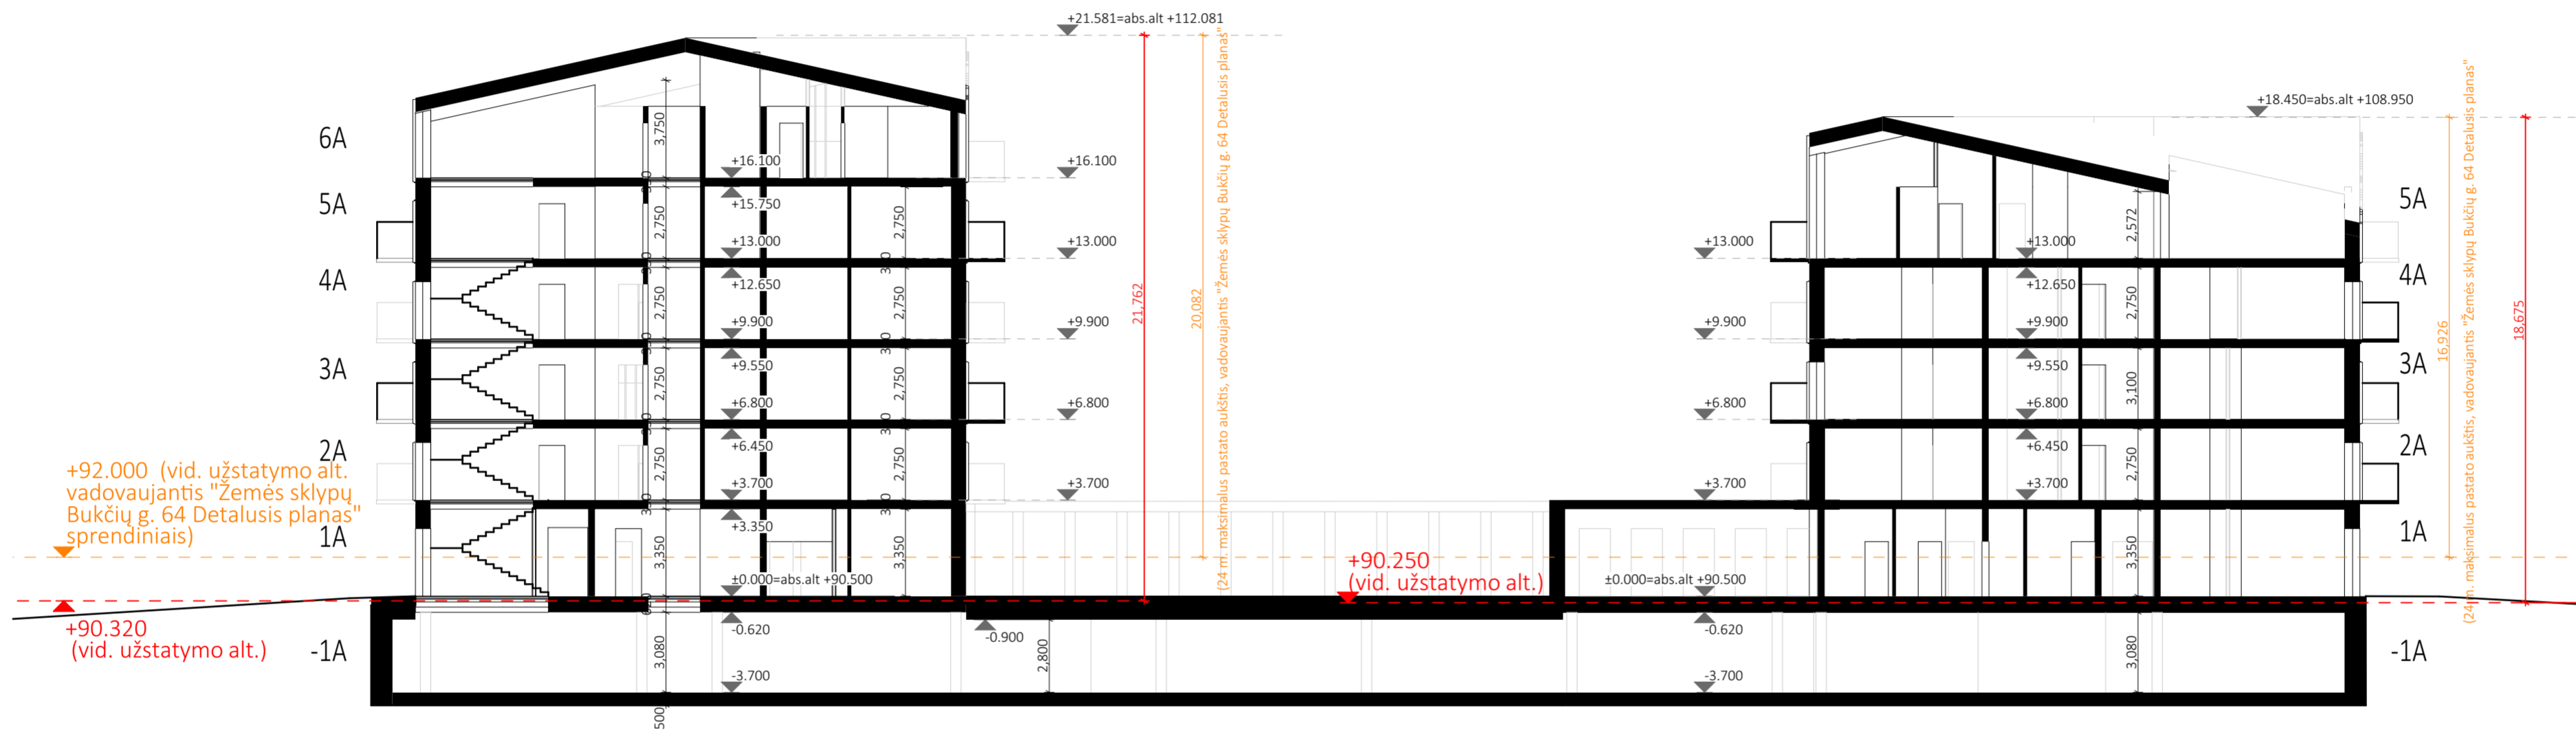 +21.581=abs.alt +112.081
+18.450=abs.alt +108.950
6A
3,750
+16.100
+16.100
5A
+15.750
2,750
2,750
+13.000
+13.000
4A
+12.650
2,750
2,750
+9.900
+9.900
3A
+9.550
2,750
2,750
+6.800
+6.800
2A
+6.450
2,750
2,750
+3.700
+3.700
1A
+3.350
3,350
3,350
±0.000=abs.alt +90.500
+92.000 (vid. užstatymo alt.
vadovaujantis "Žemės sklypų
Bukčių g. 64 Detalusis planas"
sprendiniais)
+90.320
(vid. užstatymo alt.)
-1A
-0.620
3,080
-3.700
500
-0.900
2,800
21,762
20,082
(24 m. maksimalus pastato aukštis, vadovaujantis "Žemės sklypų Bukčių g. 64 Detalusis planas"
+90.250
(vid. užstatymo alt.)
5A
+13.000
+13.000
2,572
4A
+12.650
2,750
+9.900
+9.900
3A
+9.550
3,100
+6.800
+6.800
2A
+6.450
2,750
+3.700
+3.700
1A
3,350
±0.000=abs.alt +90.500
-0.620
3,080
-3.700
-1A
16,926
(24 m. maksimalus pastato aukštis, vadovaujantis "Žemės sklypų Bukčių g. 64 Detalusis planas"
18,675